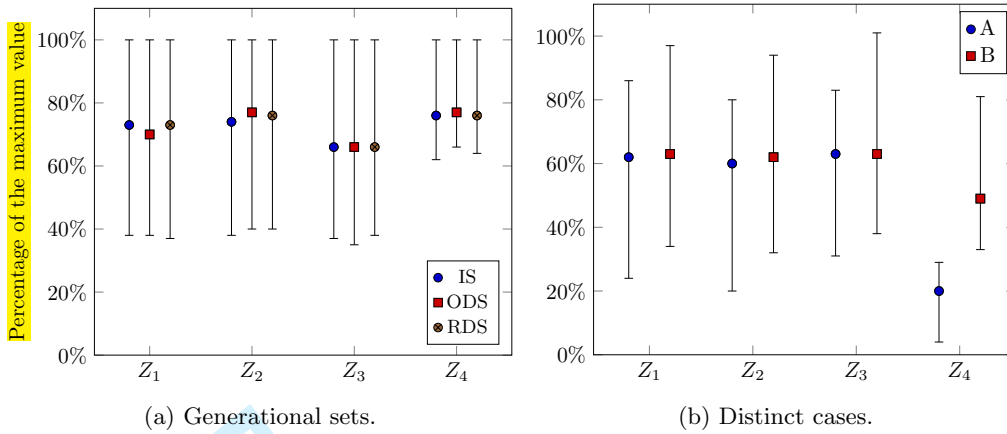 Percentage of the maximum value
100%
80%
60%
40%
20%
0%
IS
ODS
RDS
Z1 Z2 Z3 Z4
(a) Generational sets.
100%
80%
60%
40%
20%
0%
A
B
Z1 Z2 Z3 Z4
(b) Distinct cases.